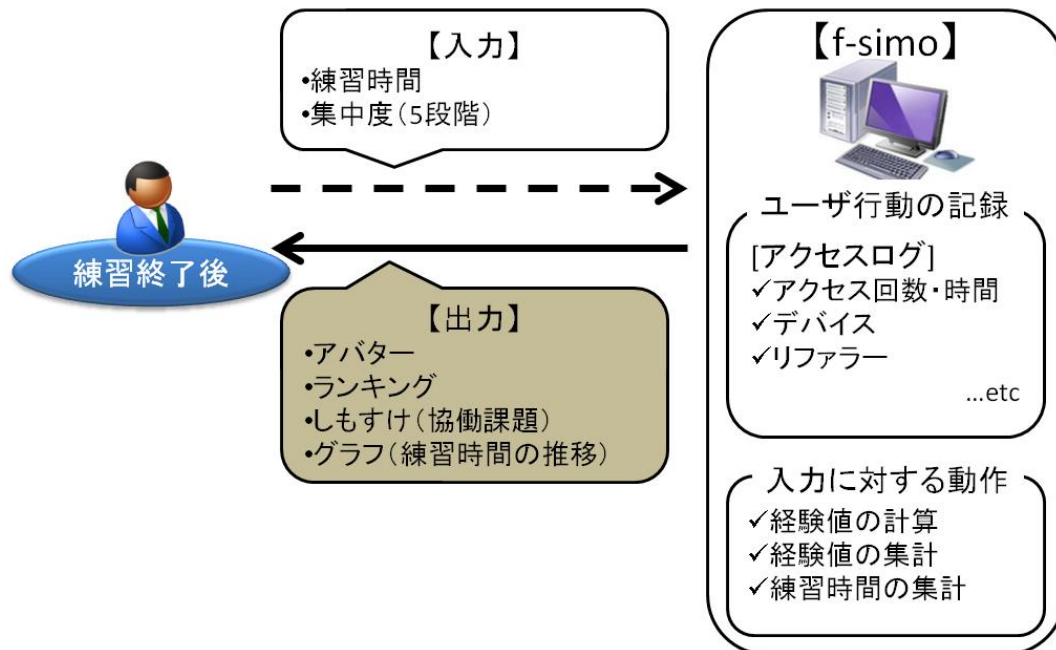 【入力】
•練習時間
•集中度(5段階)
練習終了後
【出力】
•アバター
•ランキング
•しもすけ(協働課題)
•グラフ(練習時間の推移)
【f-simo】
ユーザ行動の記録
[アクセスログ]
✓アクセス回数・時間
✓デバイス
✓リファラー
...etc
入力に対する動作
✓経験値の計算
✓経験値の集計
✓練習時間の集計